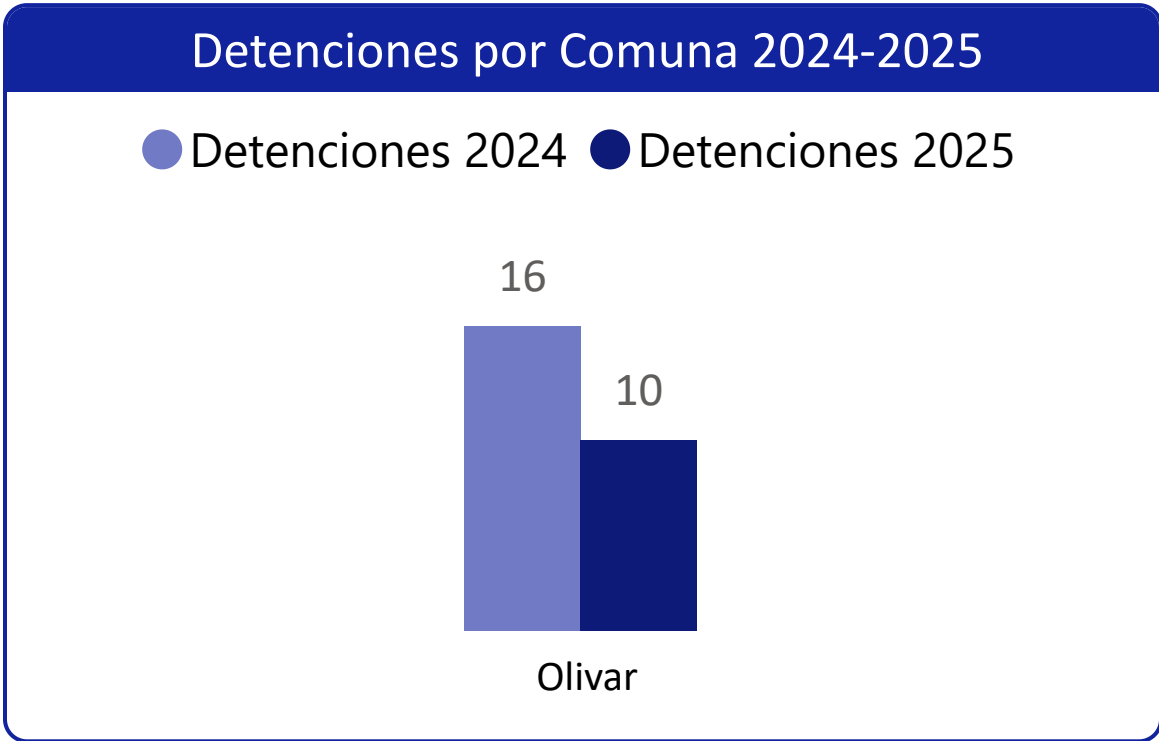 Detenciones por Comuna 2024-2025
Detenciones 2024 Detenciones 2025
16
10
Olivar